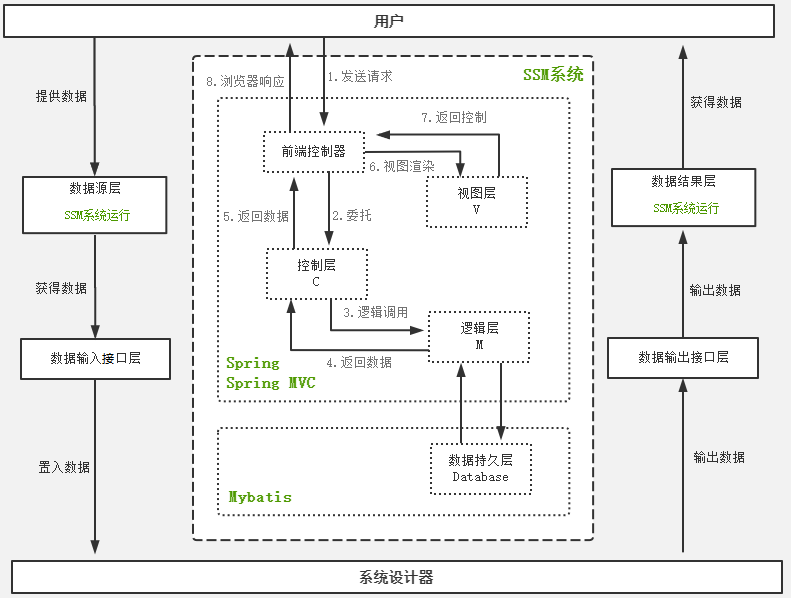 用户
提供数据
数据源层
SSM系统运行
获得数据
数据输入接口层
置入数据
SSM系统
8.浏览器响应
1.发送请求
7.返回控制
前端控制器
6.视图渲染
视图层
V
5.返回数据
2.委托
控制层
C
3.逻辑调用
逻辑层
M
4.返回数据
Spring
Spring MVC
数据持久层
Database
Mybatis
获得数据
数据结果层
SSM系统运行
输出数据
数据输出接口层
输出数据
系统设计器